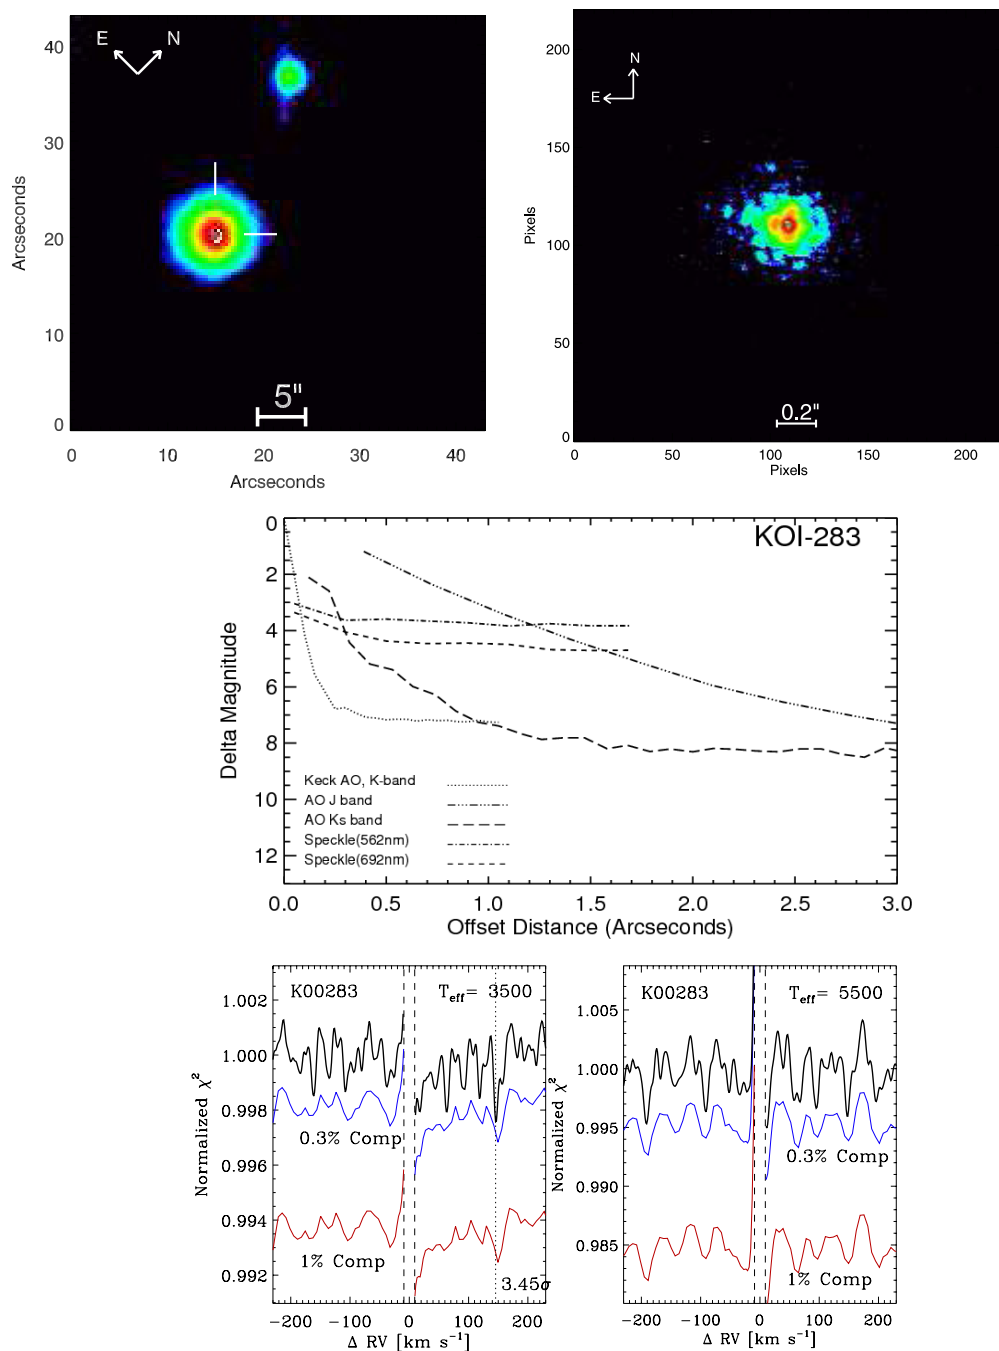 E N
40
30
20
10
0
Arcseconds
5"
0 10 20 30 40
Arcseconds
N
E
200
150
100
50
0
Pixels
0.2"
0 50 100 150 200
Pixels
KOI-283
0
2
4
6
8
10
12
Delta Magnitude
Keck AO, K-band
AO J band
AO Ks band
Speckle(562nm)
Speckle(692nm)
0.0 0.5 1.0 1.5 2.0 2.5 3.0
Offset Distance (Arcseconds)
K00283 Teff= 3500
1.002
1.000
0.998
0.996
0.994
0.992
Normalized χ²
0.3% Comp
1% Comp
3.45σ
−200 −100 0 100 200
Δ RV [km s⁻¹]
K00283 Teff= 5500
1.005
1.000
0.995
0.990
0.985
Normalized χ²
0.3% Comp
1% Comp
−200 −100 0 100 200
Δ RV [km s⁻¹]